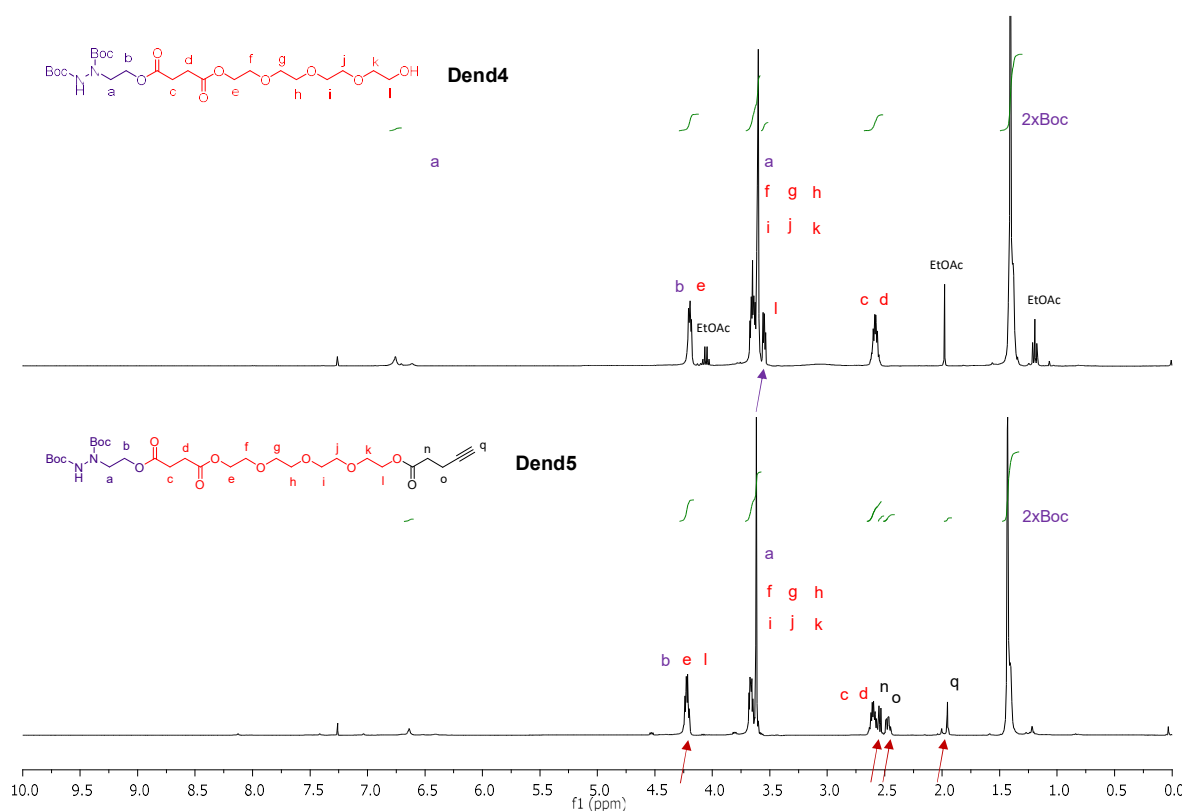 Boc
b
O
d
f
g
j
k
Boc
N
O
O
O
O
OH
Dend4
N
H
a
c
O
e
O
h
i
O
l
2xBoc
a
a
f g h
i j k
EtOAc
EtOAc
b e
c d
l
EtOAc
Boc
b
O
d
f
g
j
k
n
q
Boc
N
O
O
O
O
O
Dend5
NH
a
c
O
e
O
h
i
O
l
O
o
2xBoc
a
f g h
i j k
b e l
c d
n
o
q
10.0 9.5 9.0 8.5 8.0 7.5 7.0 6.5 6.0 5.5 5.0 4.5 4.0 3.5 3.0 2.5 2.0 1.5 1.0 0.5 0.0
f1 (ppm)